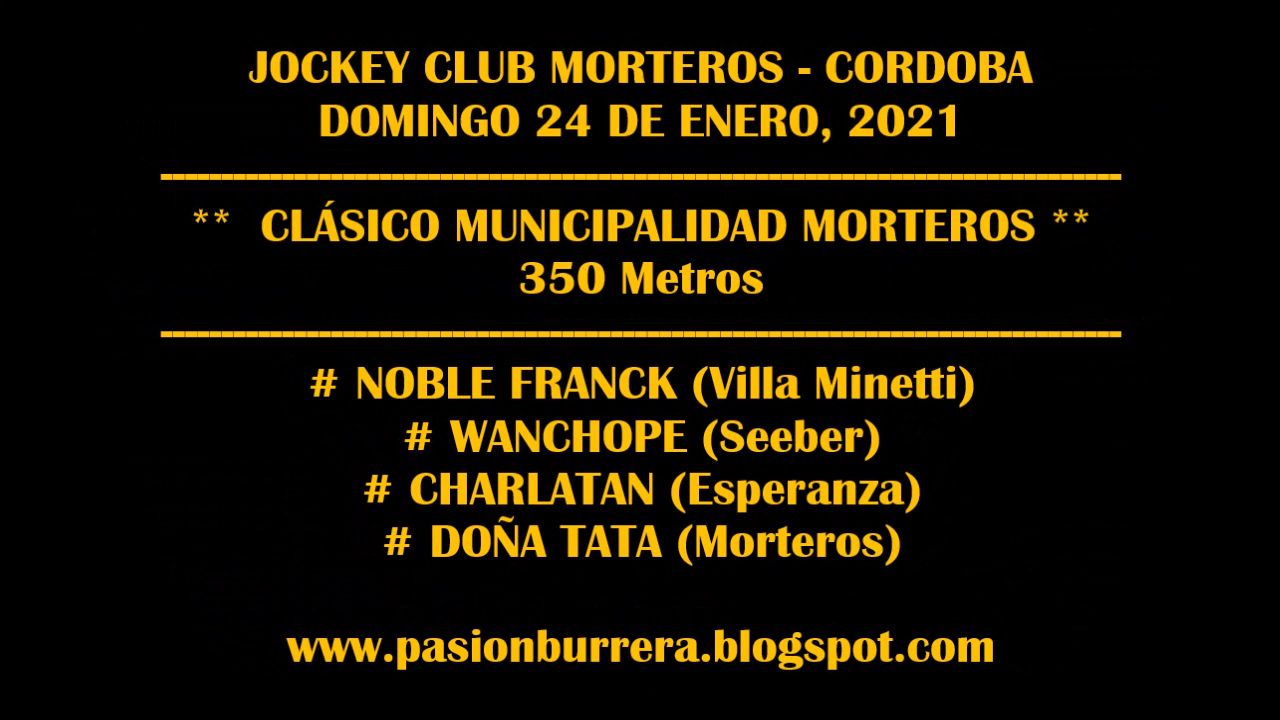 JOCKEY CLUB MORTEROS - CORDOBA
DOMINGO 24 DE ENERO, 2021
--------------------------------------------------------------------------------
** CLÁSICO MUNICIPALIDAD MORTEROS **
350 Metros
--------------------------------------------------------------------------------
# NOBLE FRANCK (Villa Minetti)
# WANCHOPE (Seeber)
# CHARLATAN (Esperanza)
# DOÑA TATA (Morteros)
www.pasionburrera.blogspot.com